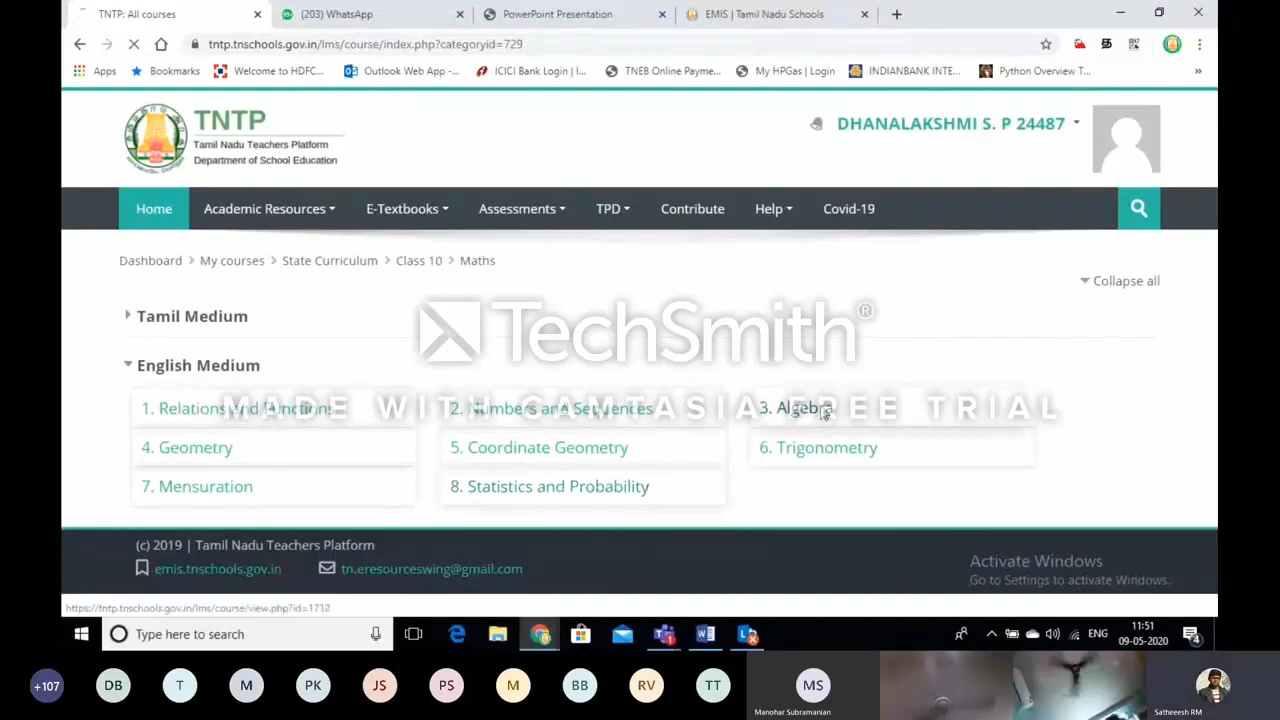 TNTP: All courses
(203) WhatsApp
PowerPoint Presentation
EMIS | Tamil Nadu Schools
tntp.tnschools.gov.in/lms/course/index.php?categoryid=729
Apps
Bookmarks
Welcome to HDFC...
Outlook Web App -...
ICICI Bank Login | I...
TNEB Online Payme...
My HPGas | Login
INDIANBANK INTE...
Python Overview T...
TNTP
Tamil Nadu Teachers Platform
Department of School Education
DHANALAKSHMI S. P 24487
Home
Academic Resources
E-Textbooks
Assessments
TPD
Contribute
Help
Covid-19
Dashboard > My courses > State Curriculum > Class 10 > Maths
Collapse all
Tamil Medium
TechSmith®
English Medium
MADE WITH CAMTASIA FREE TRIAL
1. Relations and Functions
2. Numbers and Sequences
3. Algebra
4. Geometry
5. Coordinate Geometry
6. Trigonometry
7. Mensuration
8. Statistics and Probability
(c) 2019 | Tamil Nadu Teachers Platform
emis.tnschools.gov.in
tn.eresourceswing@gmail.com
Activate Windows
Go to Settings to activate Windows.
https://tntp.tnschools.gov.in/lms/course/view.php?id=1712
Type here to search
ENG
11:51
09-05-2020
4
+107
DB
T
M
PK
JS
PS
M
BB
RV
TT
MS
Manohar Subramanian
Satheeesh RM